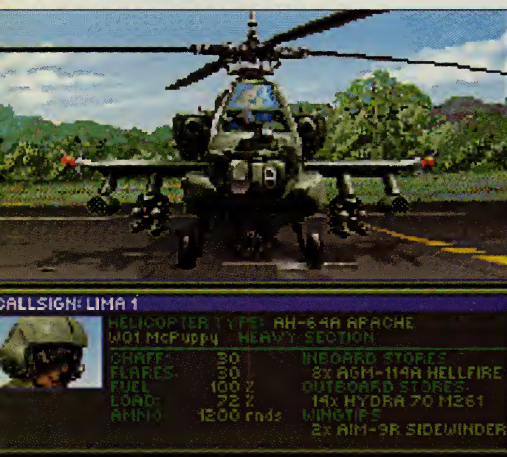 CALLSIGN: LIMA 1
HELICOPTER TYPE: AH-64A APACHE
WO1 McPuppy HEAVY SECTION
CHAFF: 30 INBOARD STORES
FLARES: 30 8x AGM-114A HELLFIRE
FUEL 100% OUTBOARD STORES:
LOAD: 72% 14x HYDRA 70 M261
AMMO 1200 rnds WINGTIPS
2x AIM-9R SIDEWINDER